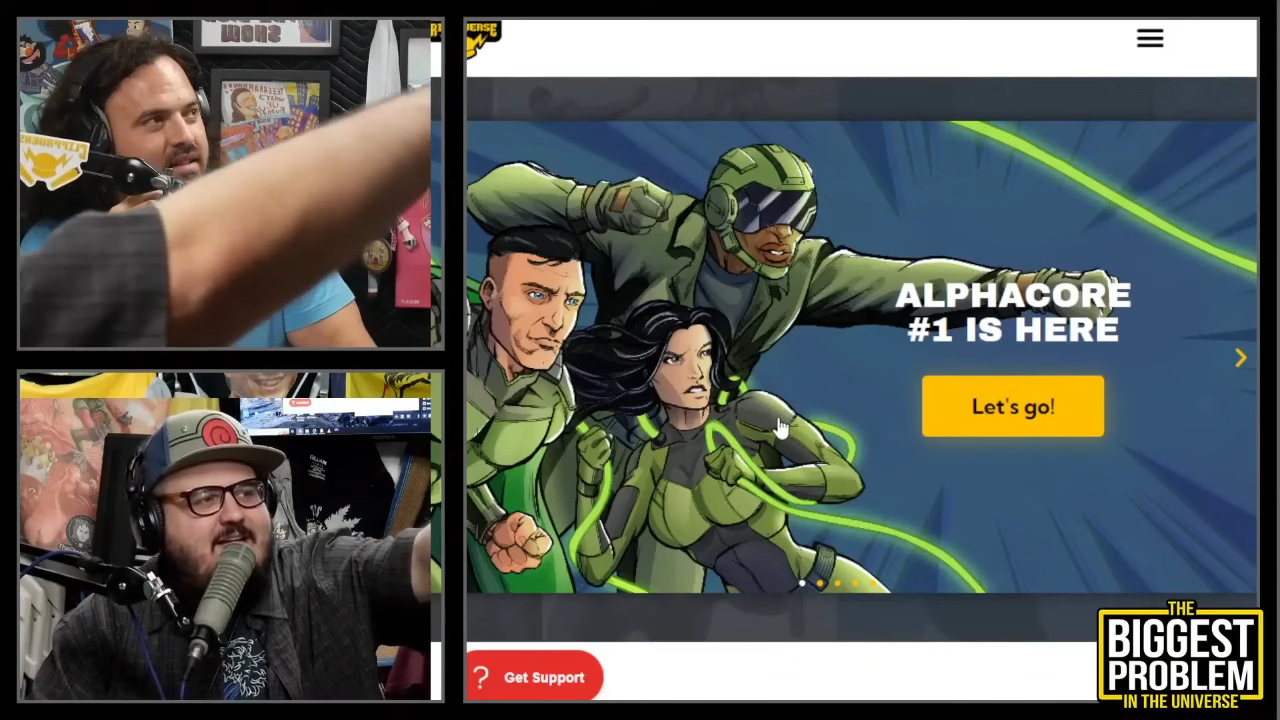 ALPHACORE
#1 IS HERE
Let's go!
? Get Support
THE
BIGGEST
PROBLEM
IN THE UNIVERSE